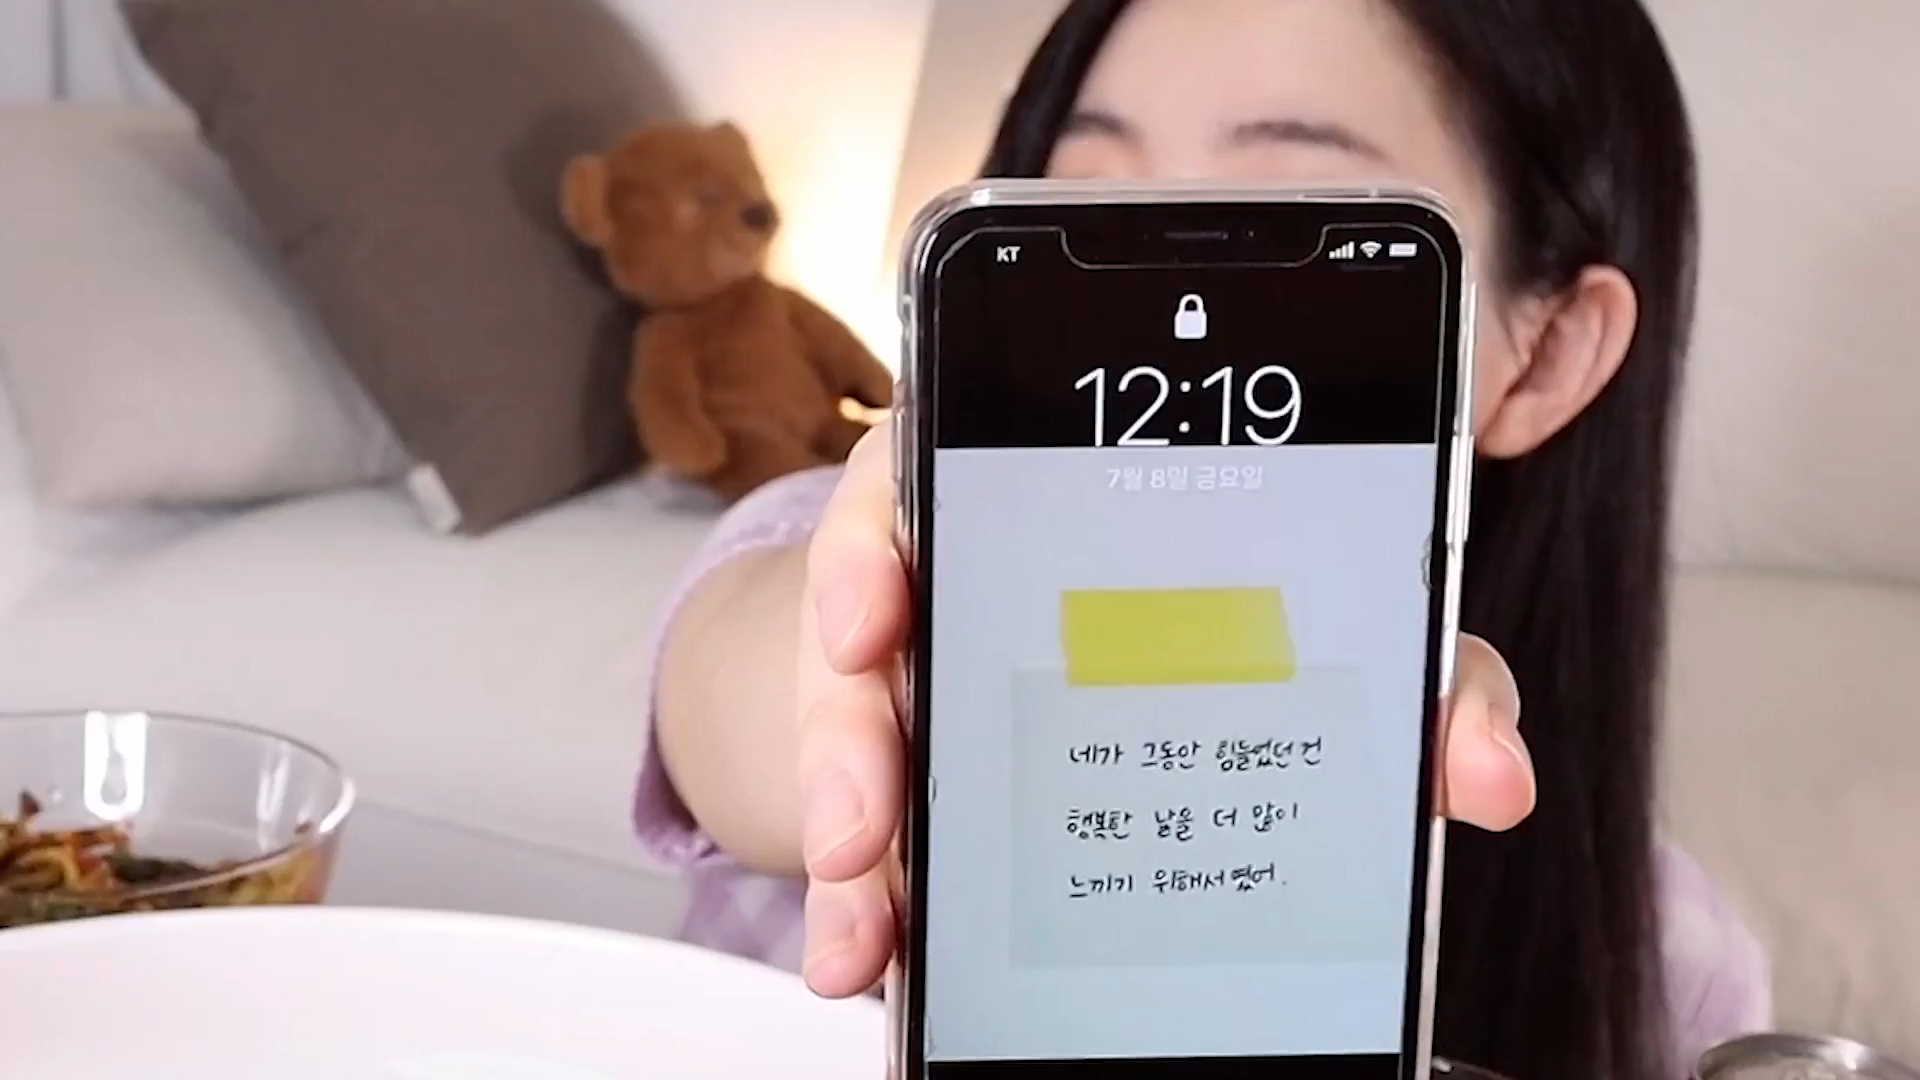 KT
12:19
7월 8일 금요일
네가 그동안 힘들었던 건
행복한 날을 더 많이
느끼기 위해서였어.